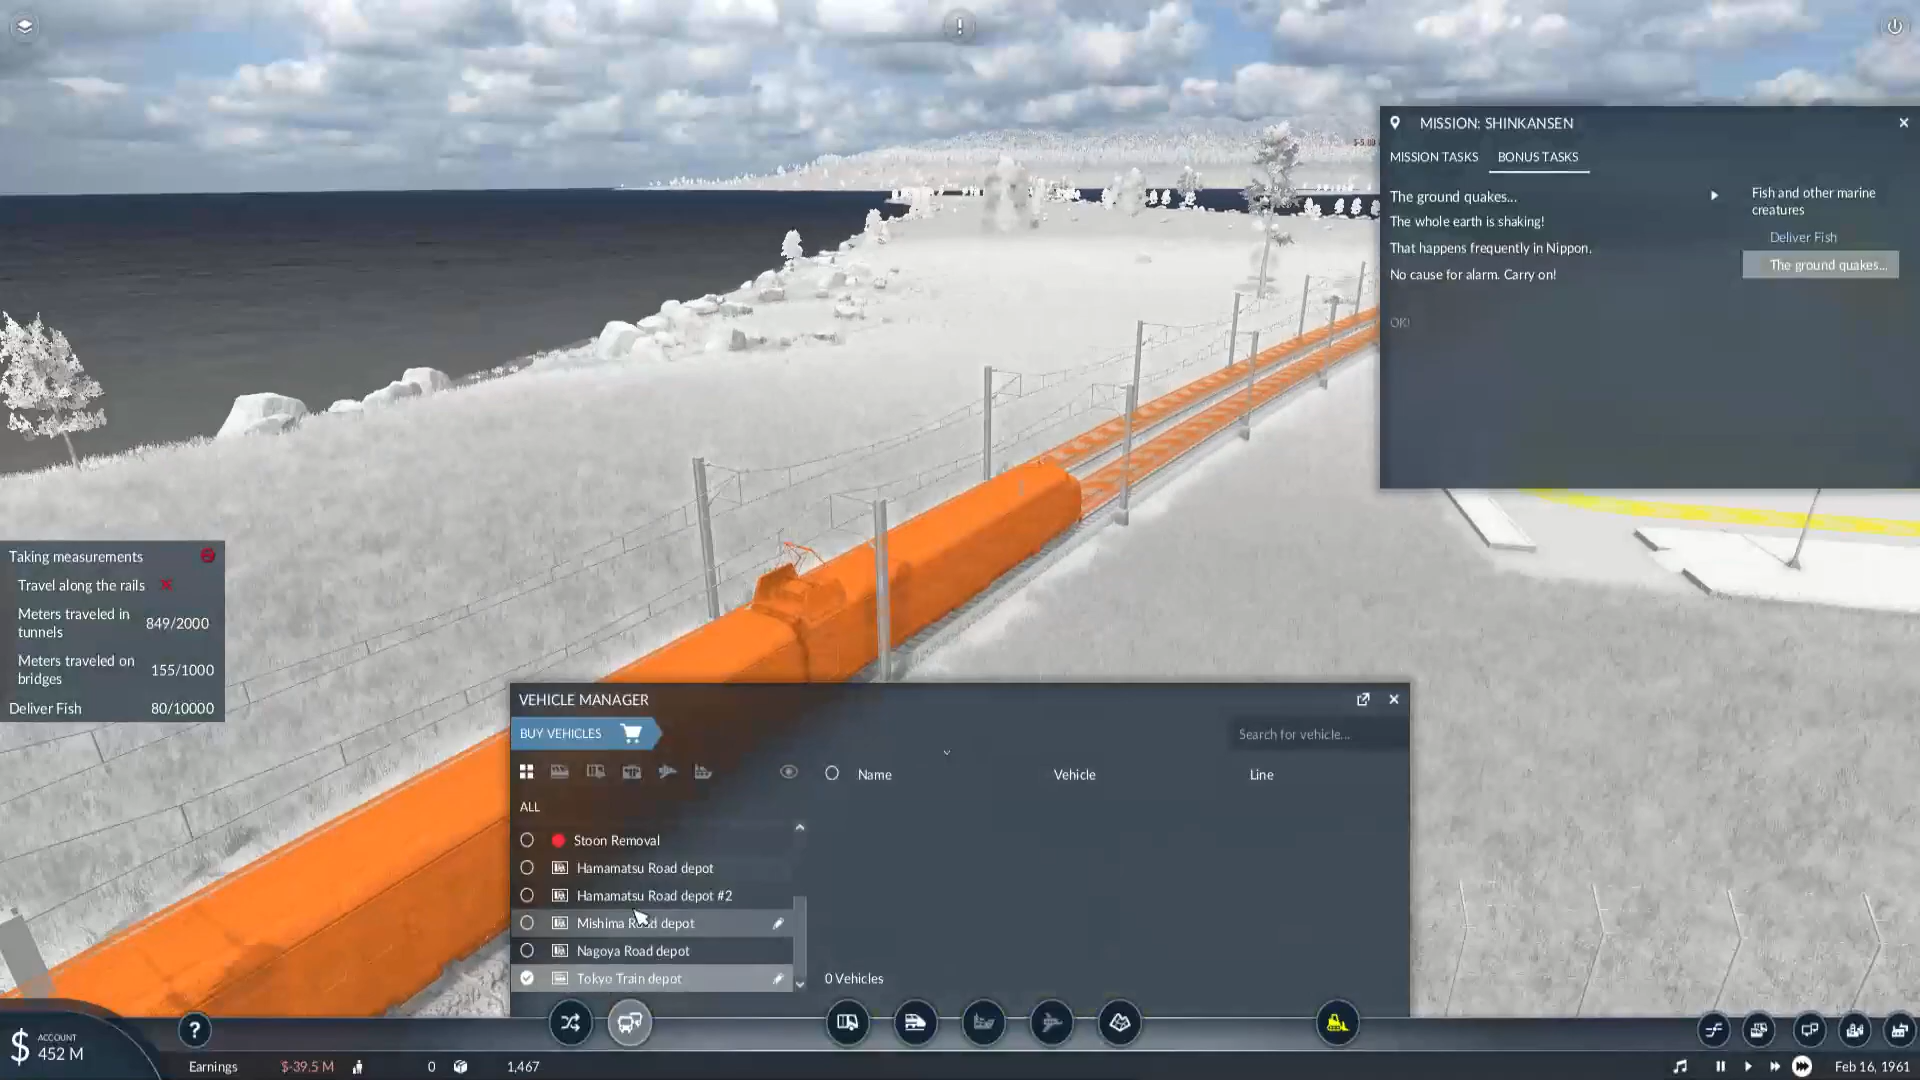 MISSION: SHINKANSEN
MISSION TASKS
BONUS TASKS
The ground quakes...
The whole earth is shaking!
That happens frequently in Nippon.
No cause for alarm. Carry on!
OK!
Fish and other marine
creatures
Deliver Fish
The ground quakes...
Taking measurements
Travel along the rails
Meters traveled in
tunnels
849/2000
Meters traveled on
bridges
155/1000
Deliver Fish
80/10000
VEHICLE MANAGER
BUY VEHICLES
Search for vehicle...
Name
Vehicle
Line
ALL
Stoon Removal
Hamamatsu Road depot
Hamamatsu Road depot #2
Mishima Road depot
Nagoya Road depot
Tokyo Train depot
0 Vehicles
$ ACCOUNT
452 M
?
Earnings
$-39.5 M
0
1,467
Feb 16, 1961